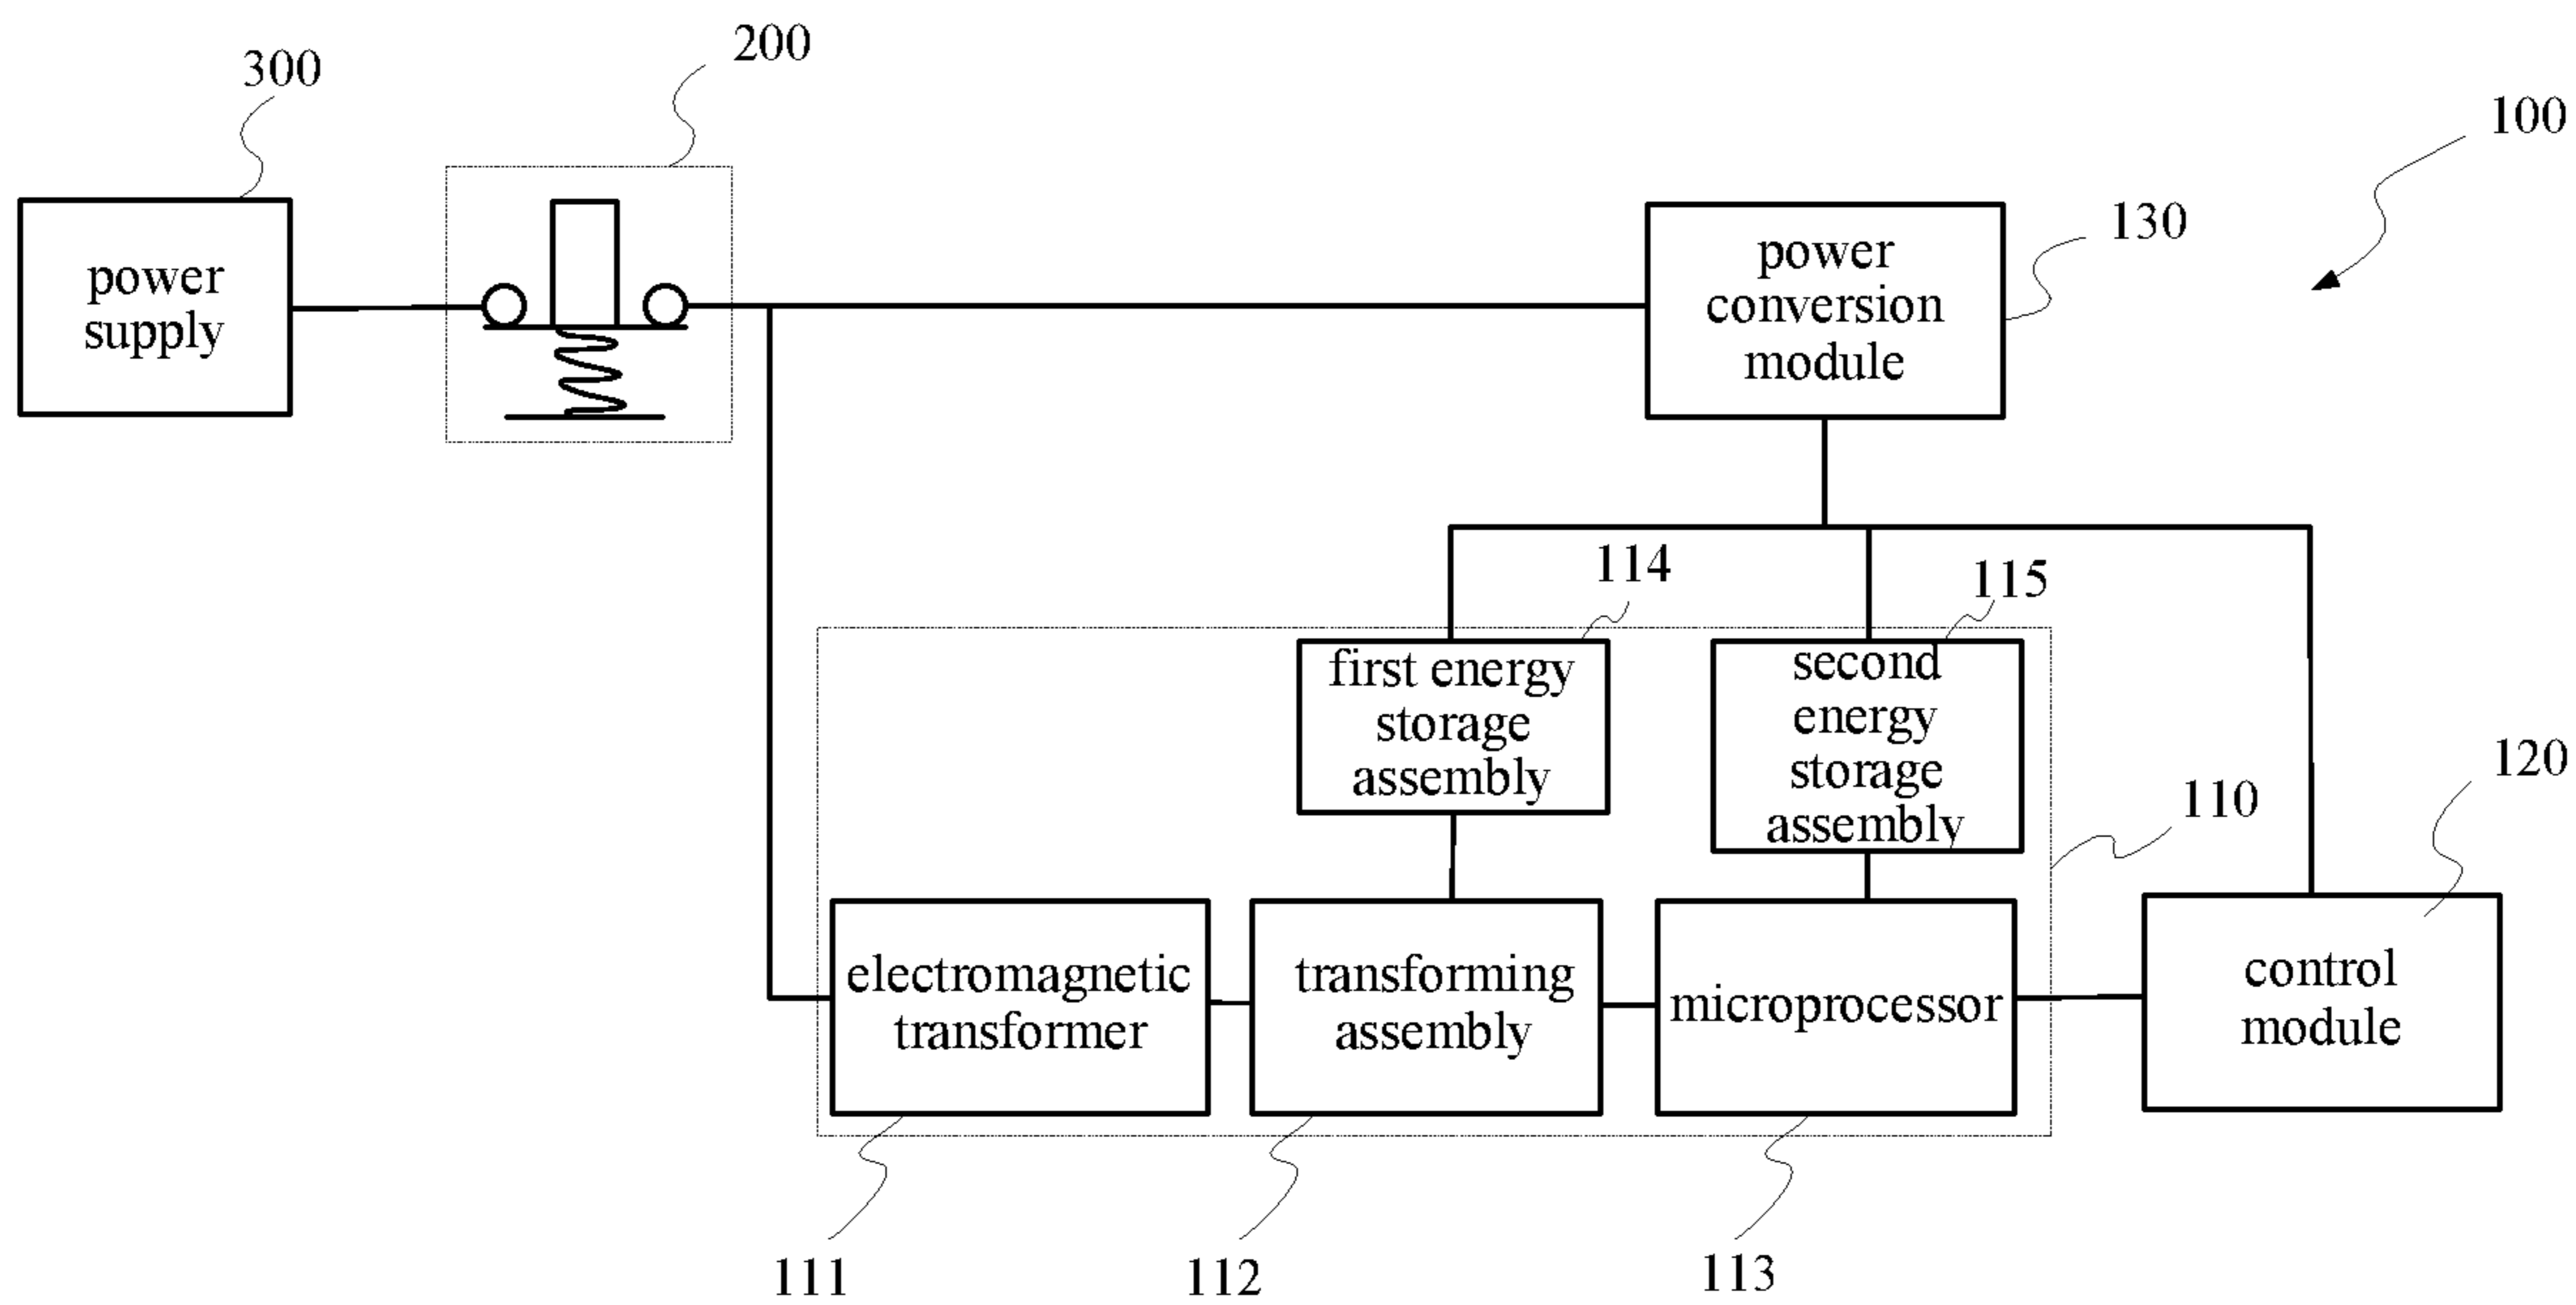 200
300
100
130
power
supply
power
conversion
module
114
115
first energy
storage
assembly
second
energy
storage
assembly
120
110
electromagnetic
transformer
transforming
assembly
microprocessor
control
module
111
112
113